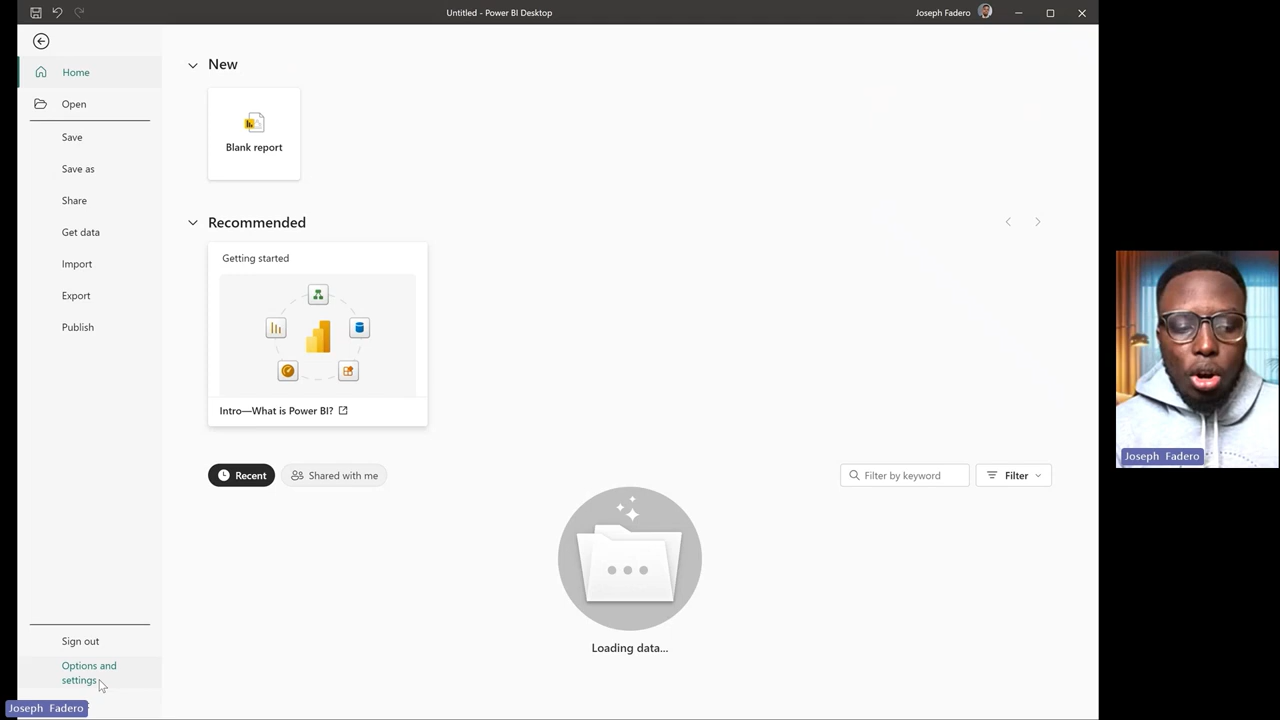 Untitled - Power BI Desktop
Joseph Fadero
Home
Open
Save
Save as
Share
Get data
Import
Export
Publish
Sign out
Options and
settings
New
Blank report
Recommended
Getting started
Intro—What is Power BI?
Recent
Shared with me
Filter by keyword
Filter
Loading data...
Joseph Fadero
Joseph Fadero